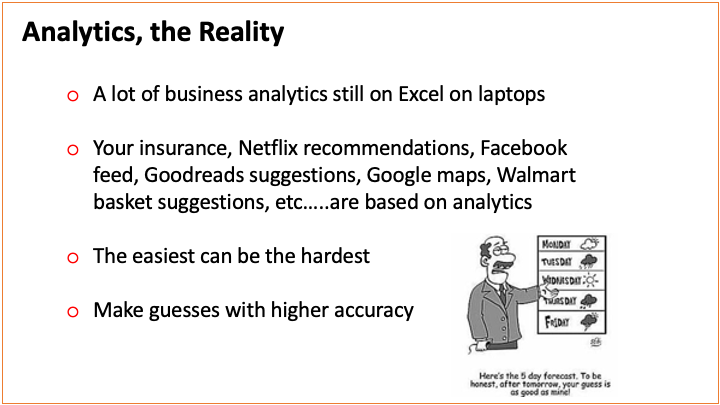 Analytics, the Reality
o A lot of business analytics still on Excel on laptops
o Your insurance, Netflix recommendations, Facebook
feed, Goodreads suggestions, Google maps, Walmart
basket suggestions, etc.....are based on analytics
o The easiest can be the hardest
o Make guesses with higher accuracy
MONDAY
TUESDAY
WEDNESDAY
THURSDAY
FRIDAY
Here's the 5 day forecast. To be
honest, after tomorrow, your guess is
as good as mine!